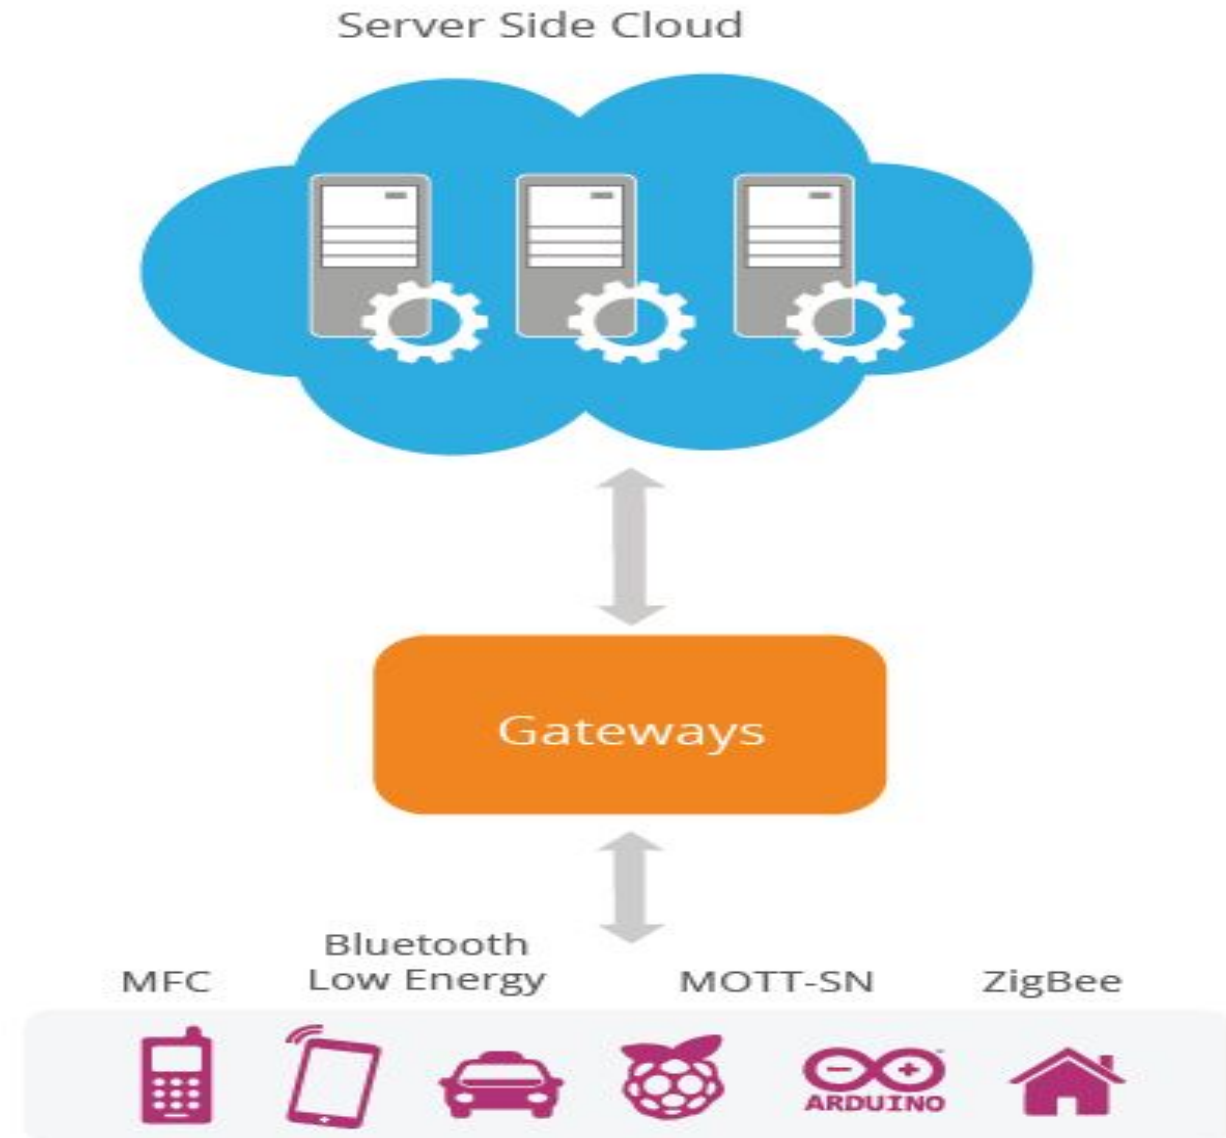 Server Side Cloud
Gateways
Bluetooth
Low Energy
MFC
MOTT-SN
ZigBee
ARDUINO